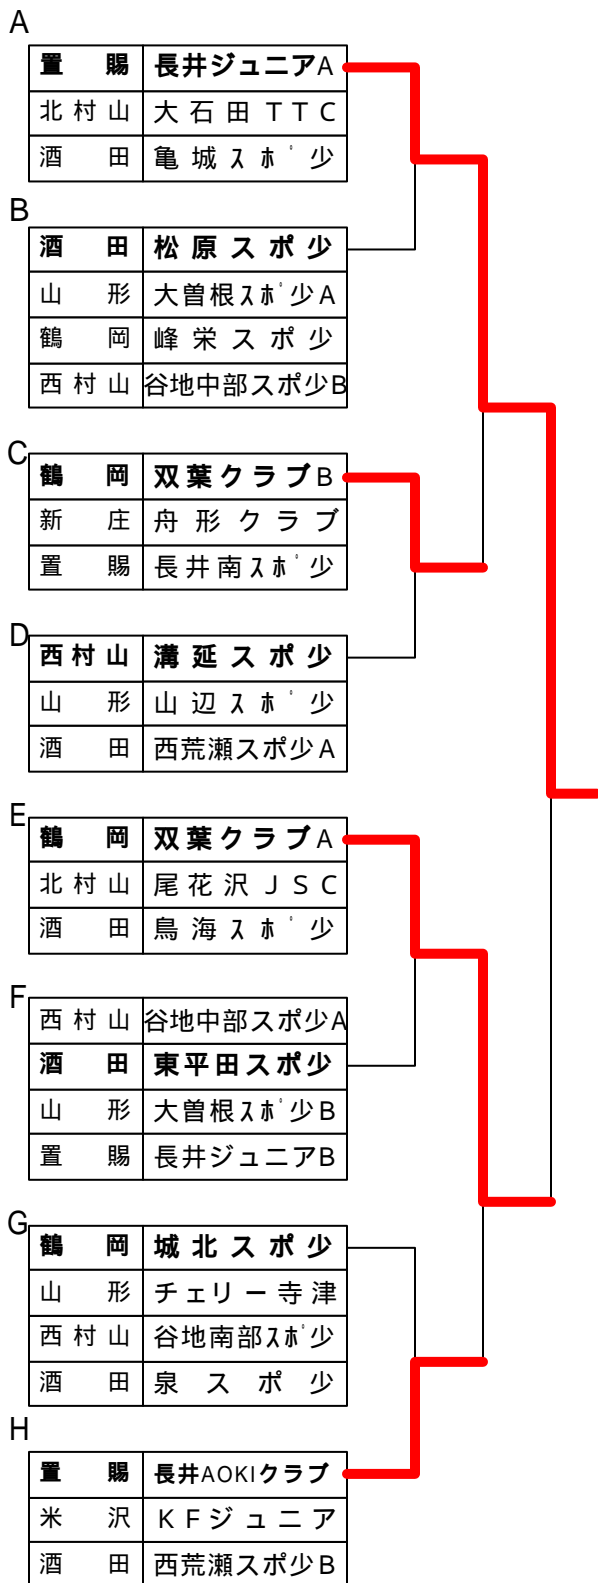 A
置賜 長井ジュニアA
北村山 大石田TTC
酒田 亀城スポ少
B
酒田 松原スポ少
山形 大曽根スポ少A
鶴岡 峰栄スポ少
西村山 谷地中部スポ少B
C
鶴岡 双葉クラブB
新庄 舟形クラブ
置賜 長井南スポ少
D
西村山 溝延スポ少
山形 山辺スポ少
酒田 西荒瀬スポ少A
E
鶴岡 双葉クラブA
北村山 尾花沢JSC
酒田 鳥海スポ少
F
西村山 谷地中部スポ少A
酒田 東平田スポ少
山形 大曽根スポ少B
置賜 長井ジュニアB
G
鶴岡 城北スポ少
山形 チェリー寺津
西村山 谷地南部スポ少
酒田 泉スポ少
H
置賜 長井AOKIクラブ
米沢 KFジュニア
酒田 西荒瀬スポ少B